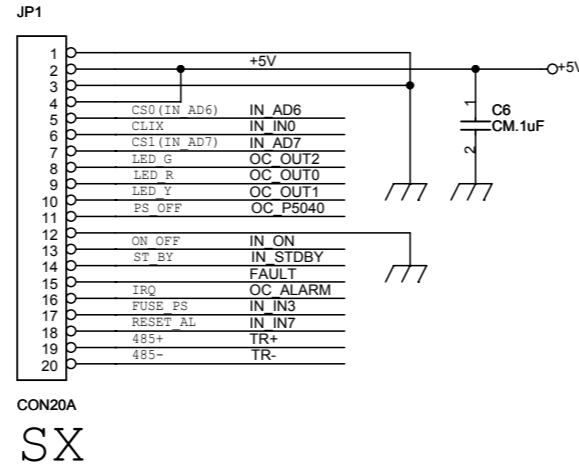 JP1
1
+5V
2
+5V
3
4
5 CS0(IN_AD6) IN_AD6
6 CLIX IN_IN0
7 CS1(IN_AD7) IN_AD7
8 LED_G OC_OUT2
9 LED_R OC_OUT0
10 LED_Y OC_OUT1
11 PS_OFF OC_P5040
12
13 ON_OFF IN_ON
14 ST_BY IN_STDBY
15 FAULT
16 IRQ OC_ALARM
17 FUSE_PS IN_IN3
18 RESET_AL IN_IN7
19 485+ TR+
20 485- TR-
1
C6
CM.1uF
2
CON20A
SX